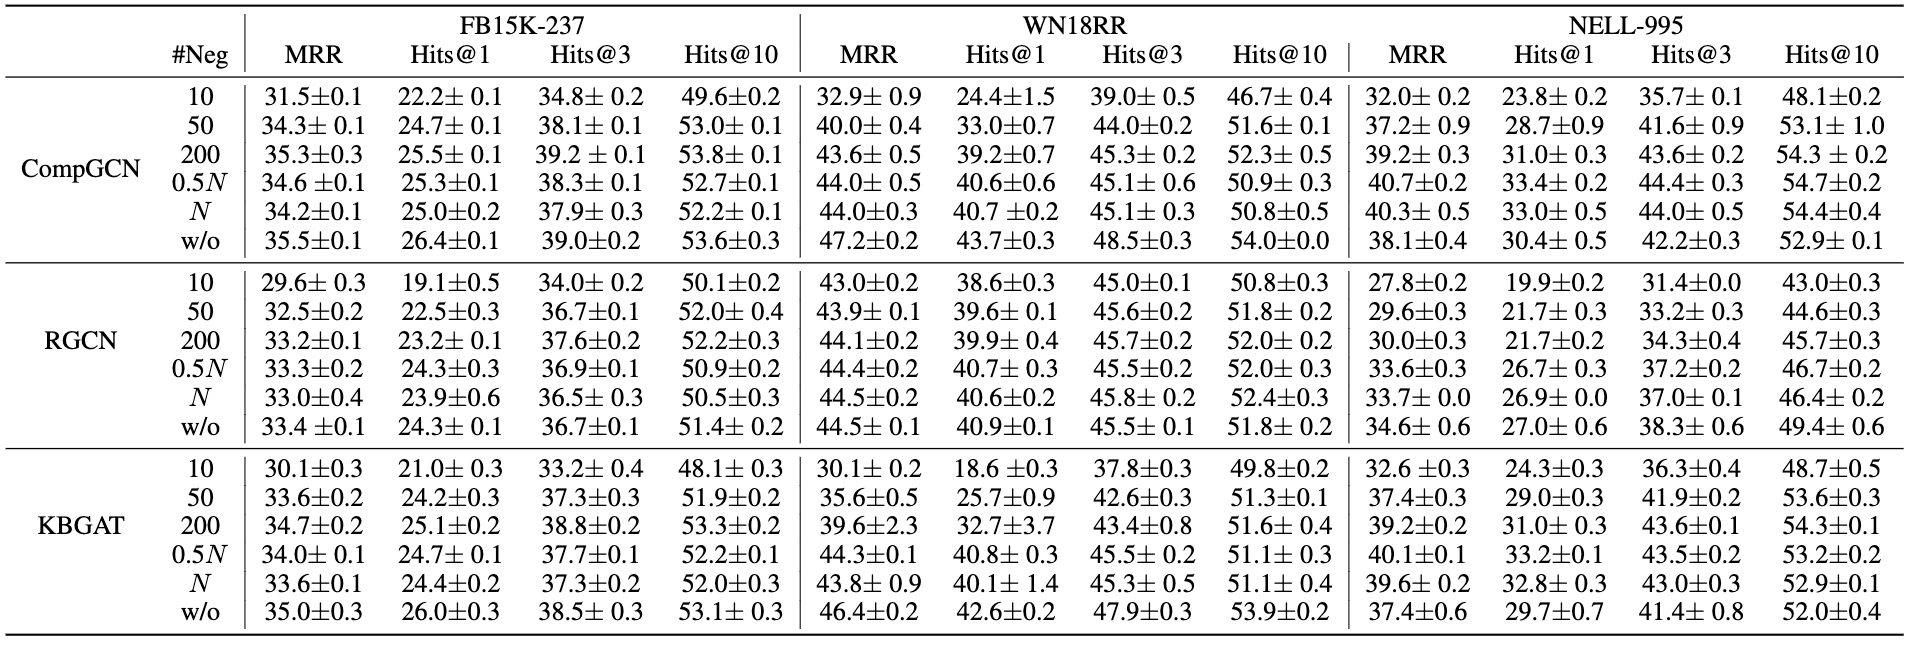 FB15K-237 WN18RR NELL-995
#Neg MRR Hits@1 Hits@3 Hits@10 MRR Hits@1 Hits@3 Hits@10 MRR Hits@1 Hits@3 Hits@10
10 31.5±0.1 22.2± 0.1 34.8± 0.2 49.6±0.2 32.9± 0.9 24.4±1.5 39.0± 0.5 46.7± 0.4 32.0± 0.2 23.8± 0.2 35.7± 0.1 48.1±0.2
50 34.3± 0.1 24.7± 0.1 38.1± 0.1 53.0± 0.1 40.0± 0.4 33.0±0.7 44.0±0.2 51.6± 0.1 37.2± 0.9 28.7±0.9 41.6± 0.9 53.1± 1.0
CompGCN 200 35.3±0.3 25.5± 0.1 39.2 ± 0.1 53.8± 0.1 43.6± 0.5 39.2±0.7 45.3± 0.2 52.3± 0.5 39.2± 0.3 31.0± 0.3 43.6± 0.2 54.3 ± 0.2
0.5N 34.6 ±0.1 25.3±0.1 38.3± 0.1 52.7±0.1 44.0± 0.5 40.6±0.6 45.1± 0.6 50.9± 0.3 40.7±0.2 33.4± 0.2 44.4± 0.3 54.7±0.2
N 34.2±0.1 25.0±0.2 37.9± 0.3 52.2± 0.1 44.0±0.3 40.7 ±0.2 45.1± 0.3 50.8±0.5 40.3± 0.5 33.0± 0.5 44.0± 0.5 54.4±0.4
w/o 35.5±0.1 26.4±0.1 39.0±0.2 53.6±0.3 47.2±0.2 43.7±0.3 48.5±0.3 54.0±0.0 38.1±0.4 30.4± 0.5 42.2±0.3 52.9± 0.1
10 29.6± 0.3 19.1±0.5 34.0± 0.2 50.1±0.2 43.0±0.2 38.6±0.3 45.0±0.1 50.8±0.3 27.8±0.2 19.9±0.2 31.4±0.0 43.0±0.3
50 32.5±0.2 22.5±0.3 36.7±0.1 52.0± 0.4 43.9± 0.1 39.6± 0.1 45.6±0.2 51.8± 0.2 29.6±0.3 21.7± 0.3 33.2± 0.3 44.6±0.3
RGCN 200 33.2±0.1 23.2± 0.1 37.6±0.2 52.2±0.3 44.1±0.2 39.9± 0.4 45.7±0.2 52.0± 0.2 30.0±0.3 21.7±0.2 34.3±0.4 45.7±0.3
0.5N 33.3±0.2 24.3±0.3 36.9±0.1 50.9±0.2 44.4±0.2 40.7± 0.3 45.5±0.2 52.0± 0.3 33.6±0.3 26.7± 0.3 37.2±0.2 46.7±0.2
N 33.0±0.4 23.9±0.6 36.5± 0.3 50.5±0.3 44.5±0.2 40.6±0.2 45.8± 0.2 52.4±0.3 33.7± 0.0 26.9± 0.0 37.0± 0.1 46.4± 0.2
w/o 33.4 ±0.1 24.3± 0.1 36.7±0.1 51.4± 0.2 44.5± 0.1 40.9±0.1 45.5± 0.1 51.8± 0.2 34.6± 0.6 27.0± 0.6 38.3± 0.6 49.4± 0.6
10 30.1±0.3 21.0± 0.3 33.2± 0.4 48.1± 0.3 30.1± 0.2 18.6 ±0.3 37.8±0.3 49.8±0.2 32.6 ±0.3 24.3±0.3 36.3±0.4 48.7±0.5
50 33.6±0.2 24.2±0.3 37.3±0.3 51.9±0.2 35.6±0.5 25.7±0.9 42.6±0.3 51.3±0.1 37.4±0.3 29.0±0.3 41.9±0.2 53.6±0.3
KBGAT 200 34.7±0.2 25.1±0.2 38.8±0.2 53.3±0.2 39.6±2.3 32.7±3.7 43.4±0.8 51.6± 0.4 39.2±0.2 31.0± 0.3 43.6±0.1 54.3±0.1
0.5N 34.0± 0.1 24.7± 0.1 37.7±0.1 52.2±0.1 44.3±0.1 40.8± 0.3 45.5± 0.2 51.1± 0.3 40.1±0.1 33.2±0.1 43.5±0.2 53.2±0.2
N 33.6±0.1 24.4±0.2 37.3±0.2 52.0±0.3 43.8± 0.9 40.1± 1.4 45.3± 0.5 51.1± 0.4 39.6± 0.2 32.8± 0.3 43.0±0.3 52.9±0.1
w/o 35.0±0.3 26.0±0.3 38.5± 0.3 53.1± 0.3 46.4±0.2 42.6±0.2 47.9±0.3 53.9±0.2 37.4±0.6 29.7±0.7 41.4± 0.8 52.0±0.4